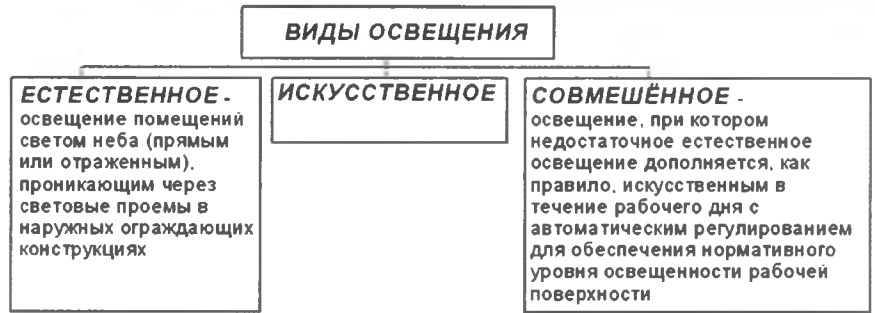 ВИДЫ ОСВЕЩЕНИЯ
ЕСТЕСТВЕННОЕ -
освещение помещений
светом неба (прямым
или отраженным),
проникающим через
световые проемы в
наружных ограждающих
конструкциях
ИСКУССТВЕННОЕ
СОВМЕШЁННОЕ -
освещение, при котором
недостаточное естественное
освещение дополняется, как
правило, искусственным в
течение рабочего дня с
автоматическим регулированием
для обеспечения нормативного
уровня освещенности рабочей
поверхности